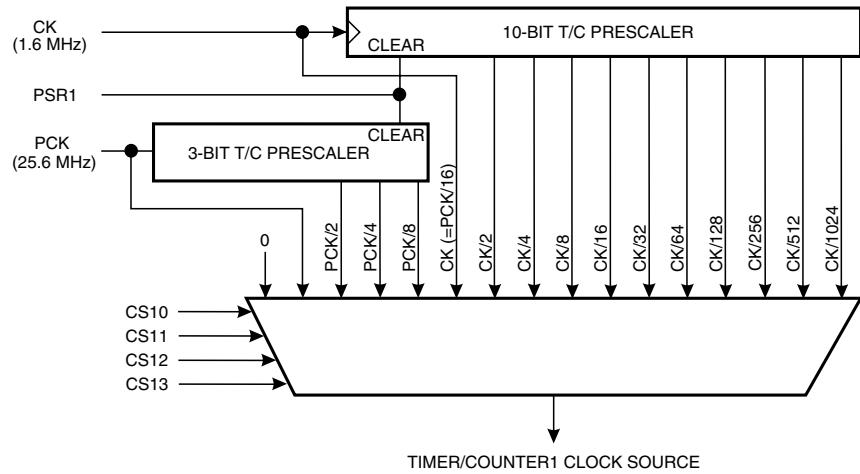 CK
(1.6 MHz)
10-BIT T/C PRESCALER
CLEAR
PSR1
PCK
(25.6 MHz)
CLEAR
3-BIT T/C PRESCALER
0
PCK/2
PCK/4
PCK/8
CK (=PCK/16)
CK/2
CK/4
CK/8
CK/16
CK/32
CK/64
CK/128
CK/256
CK/512
CK/1024
CS10
CS11
CS12
CS13
TIMER/COUNTER1 CLOCK SOURCE